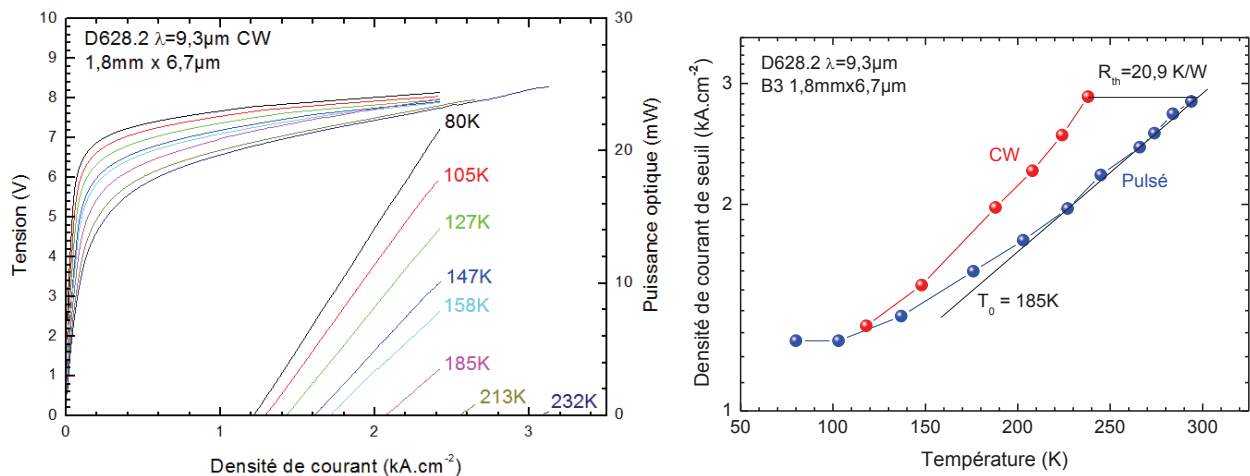 D628.2 λ=9,3µm CW
1,8mm x 6,7µm
Tension (V)
10
9
8
7
6
5
4
3
2
1
0
0
1
2
3
Densité de courant (kA.cm⁻²)
30
20
10
0
Puissance optique (mW)
80K
105K
127K
147K
158K
185K
213K
232K
D628.2 λ=9,3µm
B3 1,8mmx6,7µm
Densité de courant de seuil (kA.cm⁻²)
3
2
1
50
100
150
200
250
300
Température (K)
R_th=20,9 K/W
CW
Pulsé
T_0 = 185K